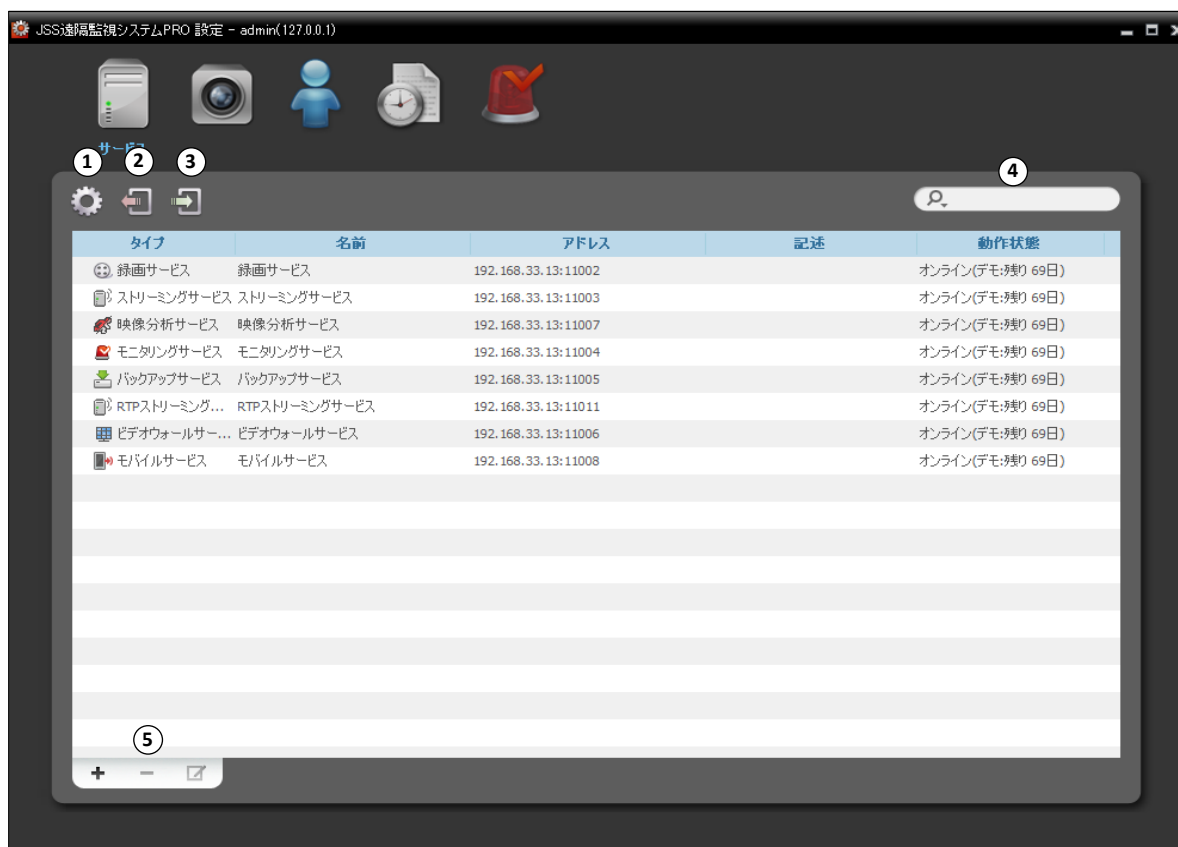 JSS遠隔監視システムPRO 設定 - admin(127.0.0.1)
サービス
1 2 3 4
タイプ 名前 アドレス 記述 動作状態
録画サービス 録画サービス 192.168.33.13:11002 オンライン(デモ:残り 69日)
ストリーミングサービス ストリーミングサービス 192.168.33.13:11003 オンライン(デモ:残り 69日)
映像分析サービス 映像分析サービス 192.168.33.13:11007 オンライン(デモ:残り 69日)
モニタリングサービス モニタリングサービス 192.168.33.13:11004 オンライン(デモ:残り 69日)
バックアップサービス バックアップサービス 192.168.33.13:11005 オンライン(デモ:残り 69日)
RTPストリーミング... RTPストリーミングサービス 192.168.33.13:11011 オンライン(デモ:残り 69日)
ビデオウォールサー... ビデオウォールサービス 192.168.33.13:11006 オンライン(デモ:残り 69日)
モバイルサービス モバイルサービス 192.168.33.13:11008 オンライン(デモ:残り 69日)
5